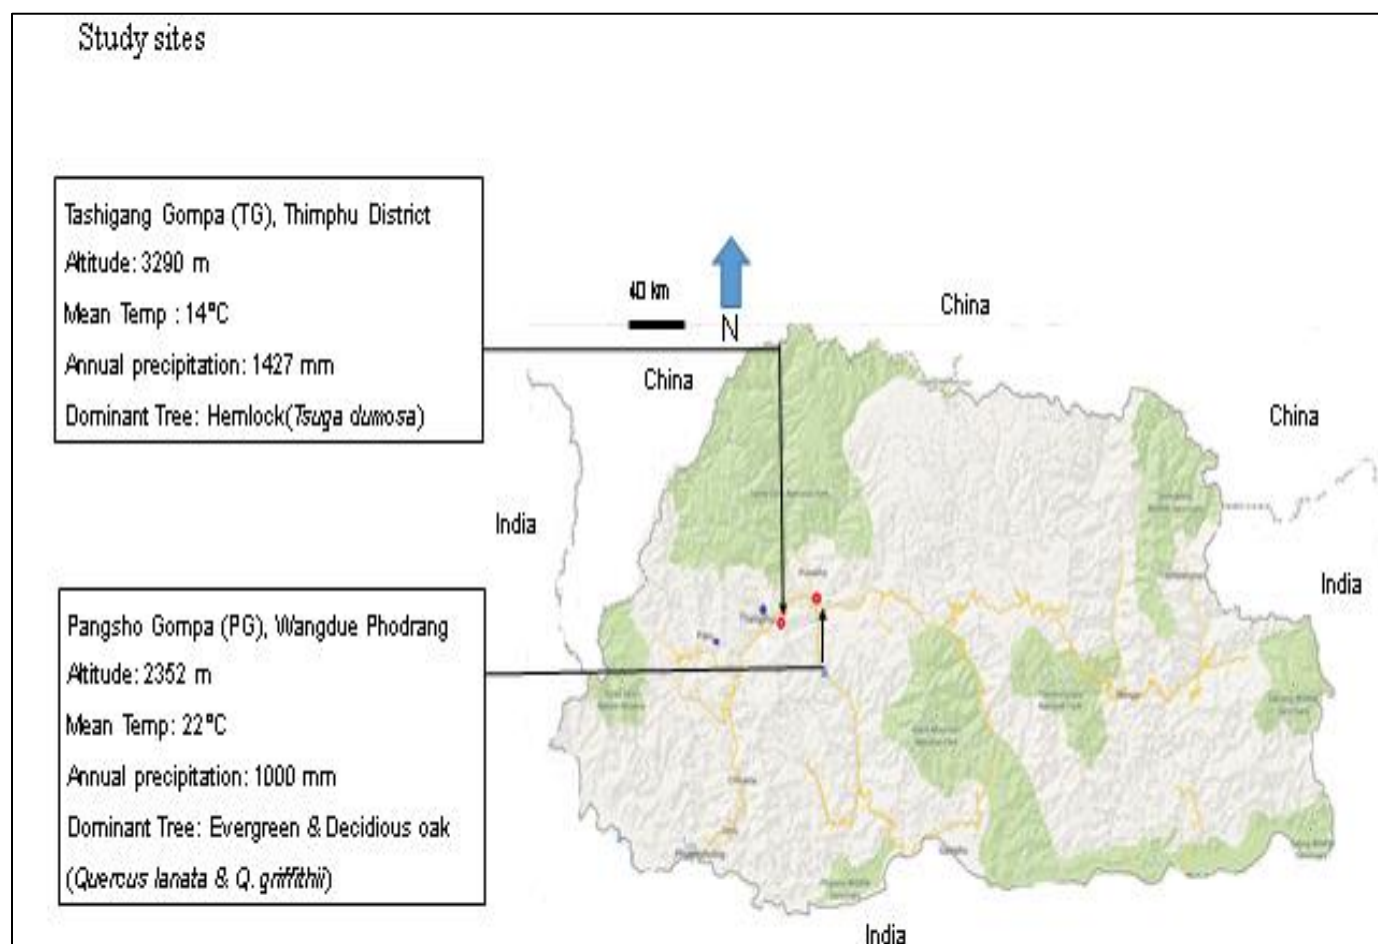 Study sites
Tashigang Gompa (TG), Thimphu District
Altitude: 3290 m
Mean Temp : 14°C
Annual precipitation: 1427 mm
Dominant Tree: Hemlock(Tsuga dumosa)
40 km
N
China
China
China
India
India
Pangsho Gompa (PG), Wangdue Phodrang
Altitude: 2352 m
Mean Temp: 22°C
Annual precipitation: 1000 mm
Dominant Tree: Evergreen & Decidious oak
(Quercus lanata & Q. griffithii)
India